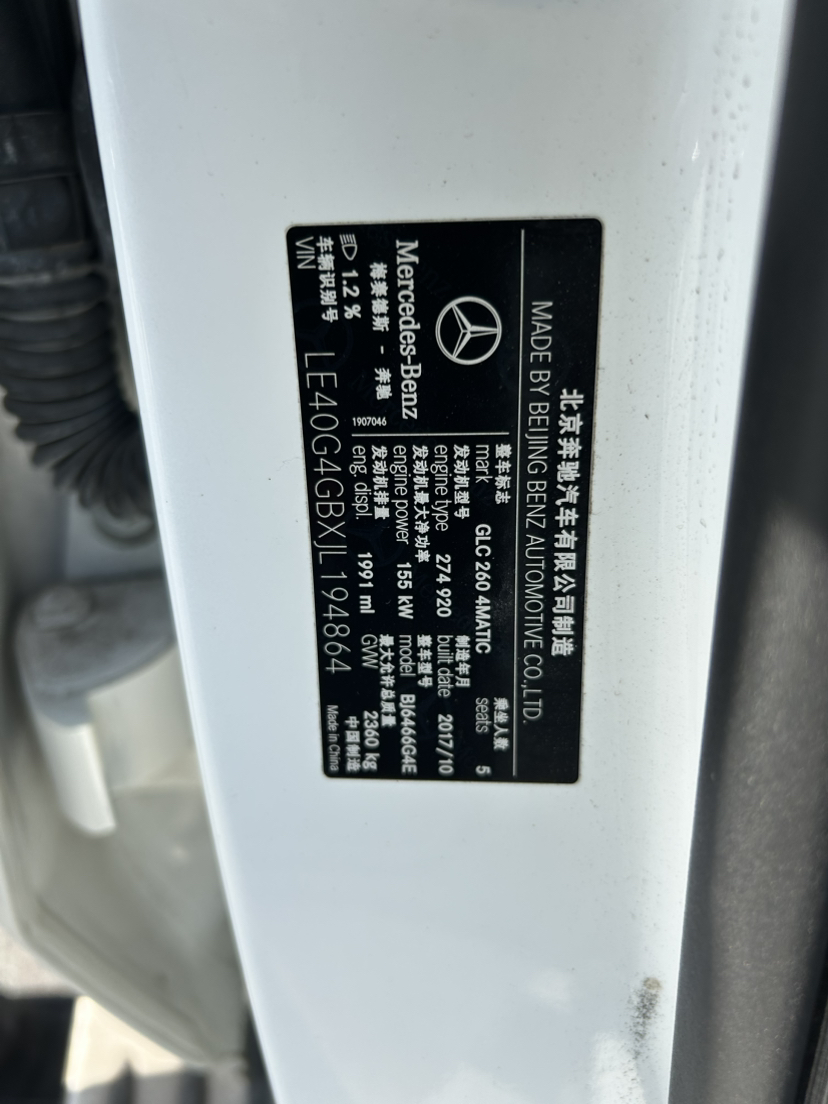 北京奔驰汽车有限公司制造
MADE BY BEIJING BENZ AUTOMOTIVE CO.,LTD.
整车标志 乘坐人数
mark GLC 260 4MATIC seats 5
发动机型号 制造年月
engine type 274 920 built date 2017/10
发动机最大净功率 整车型号
engine power 155 kW model BJ6466G4E
发动机排量 最大允许总质量
eng. displ. 1991 ml GVW 2360 kg
Mercedes-Benz
梅赛德斯 - 奔驰
1.2 % 1907046
车辆识别号 中国制造
VIN LE40G4GBXJL194864 Made in China